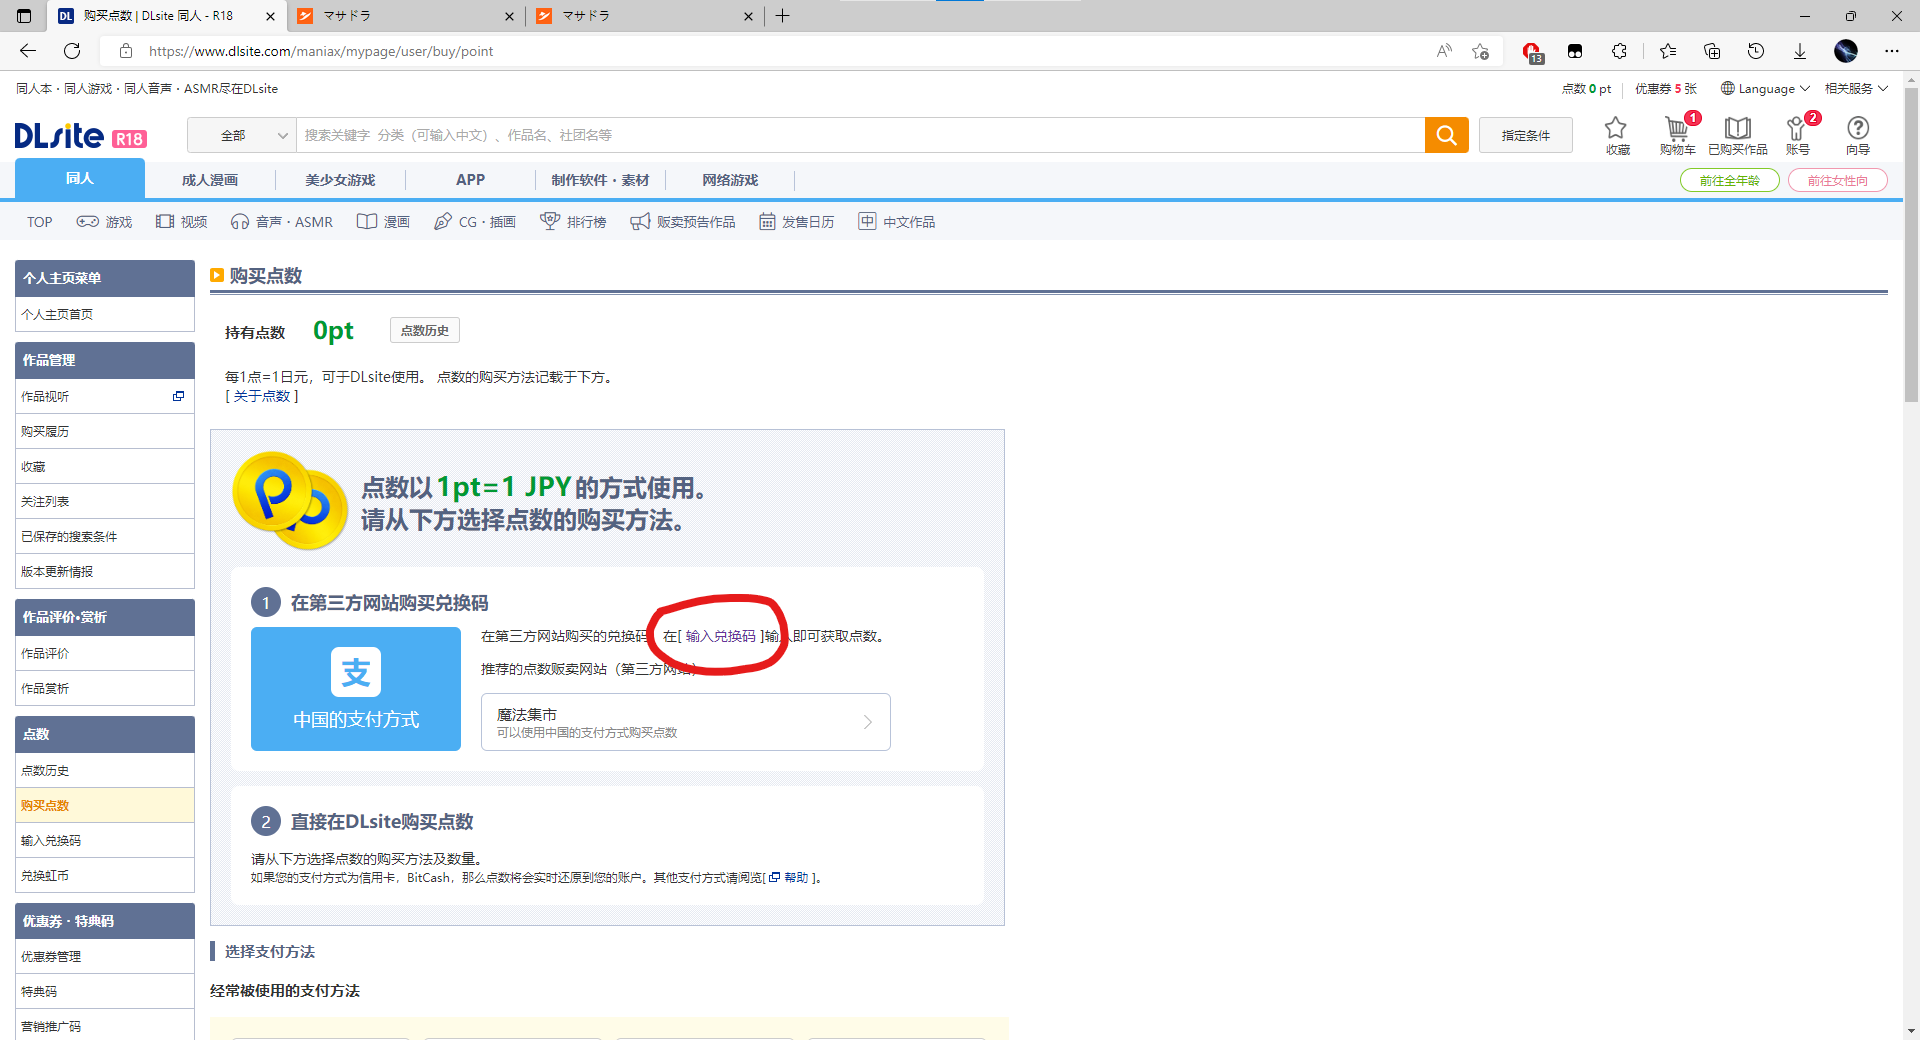 购买点数 | DLsite 同人 - R18
マサドラ
マサドラ
https://www.dlsite.com/maniax/mypage/user/buy/point
13
同人本・同人游戏・同人音声・ASMR尽在DLsite
点数 0 pt
优惠券 5 张
Language
相关服务
DLsite R18
全部
搜索关键字 分类（可输入中文）、作品名、社团名等
指定条件
收藏
1
购物车
已购买作品
2
账号
向导
同人
成人漫画
美少女游戏
APP
制作软件・素材
网络游戏
前往全年龄
前往女性向
TOP
游戏
视频
音声・ASMR
漫画
CG・插画
排行榜
贩卖预告作品
发售日历
中文作品
个人主页菜单
个人主页首页
作品管理
作品视听
购买履历
收藏
关注列表
已保存的搜索条件
版本更新情报
作品评价•赏析
作品评价
作品赏析
点数
点数历史
购买点数
输入兑换码
兑换虹币
优惠券・特典码
优惠券管理
特典码
营销推广码
购买点数
持有点数 0pt 点数历史
每1点=1日元，可于DLsite使用。 点数的购买方法记载于下方。
[ 关于点数 ]
点数以1pt=1 JPY的方式使用。
请从下方选择点数的购买方法。
1 在第三方网站购买兑换码
支
中国的支付方式
在第三方网站购买的兑换码 在[ 输入兑换码 ]输入即可获取点数。
推荐的点数贩卖网站（第三方网站）
魔法集市
可以使用中国的支付方式购买点数
2 直接在DLsite购买点数
请从下方选择点数的购买方法及数量。
如果您的支付方式为信用卡，BitCash，那么点数将会实时还原到您的账户。其他支付方式请阅览[ 帮助 ]。
选择支付方法
经常被使用的支付方法